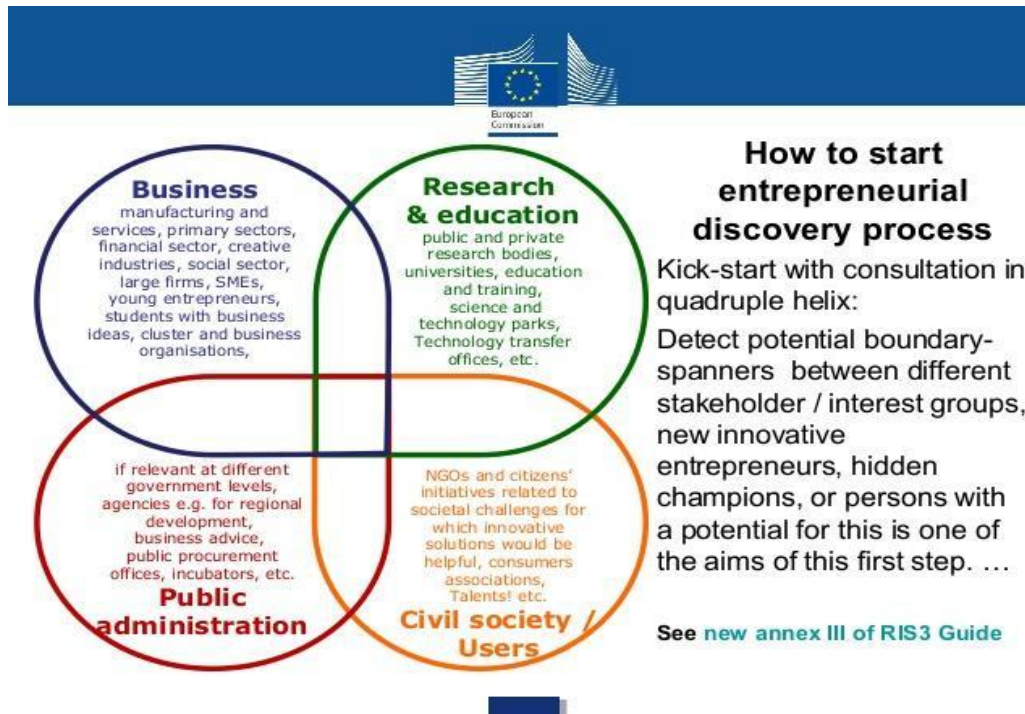 European
Commission
Business
manufacturing and
services, primary sectors,
financial sector, creative
industries, social sector,
large firms, SMEs,
young entrepreneurs,
students with business
ideas, cluster and business
organisations,
Research
& education
public and private
research bodies,
universities, education
and training,
science and
technology parks,
Technology transfer
offices, etc.
if relevant at different
government levels,
agencies e.g. for regional
development,
business advice,
public procurement
offices, incubators, etc.
Public
administration
NGOs and citizens'
initiatives related to
societal challenges for
which innovative
solutions would be
helpful, consumers
associations,
Talents! etc.
Civil society /
Users
How to start
entrepreneurial
discovery process
Kick-start with consultation in
quadruple helix:
Detect potential boundary-
spanners between different
stakeholder / interest groups,
new innovative
entrepreneurs, hidden
champions, or persons with
a potential for this is one of
the aims of this first step. …
See new annex III of RIS3 Guide